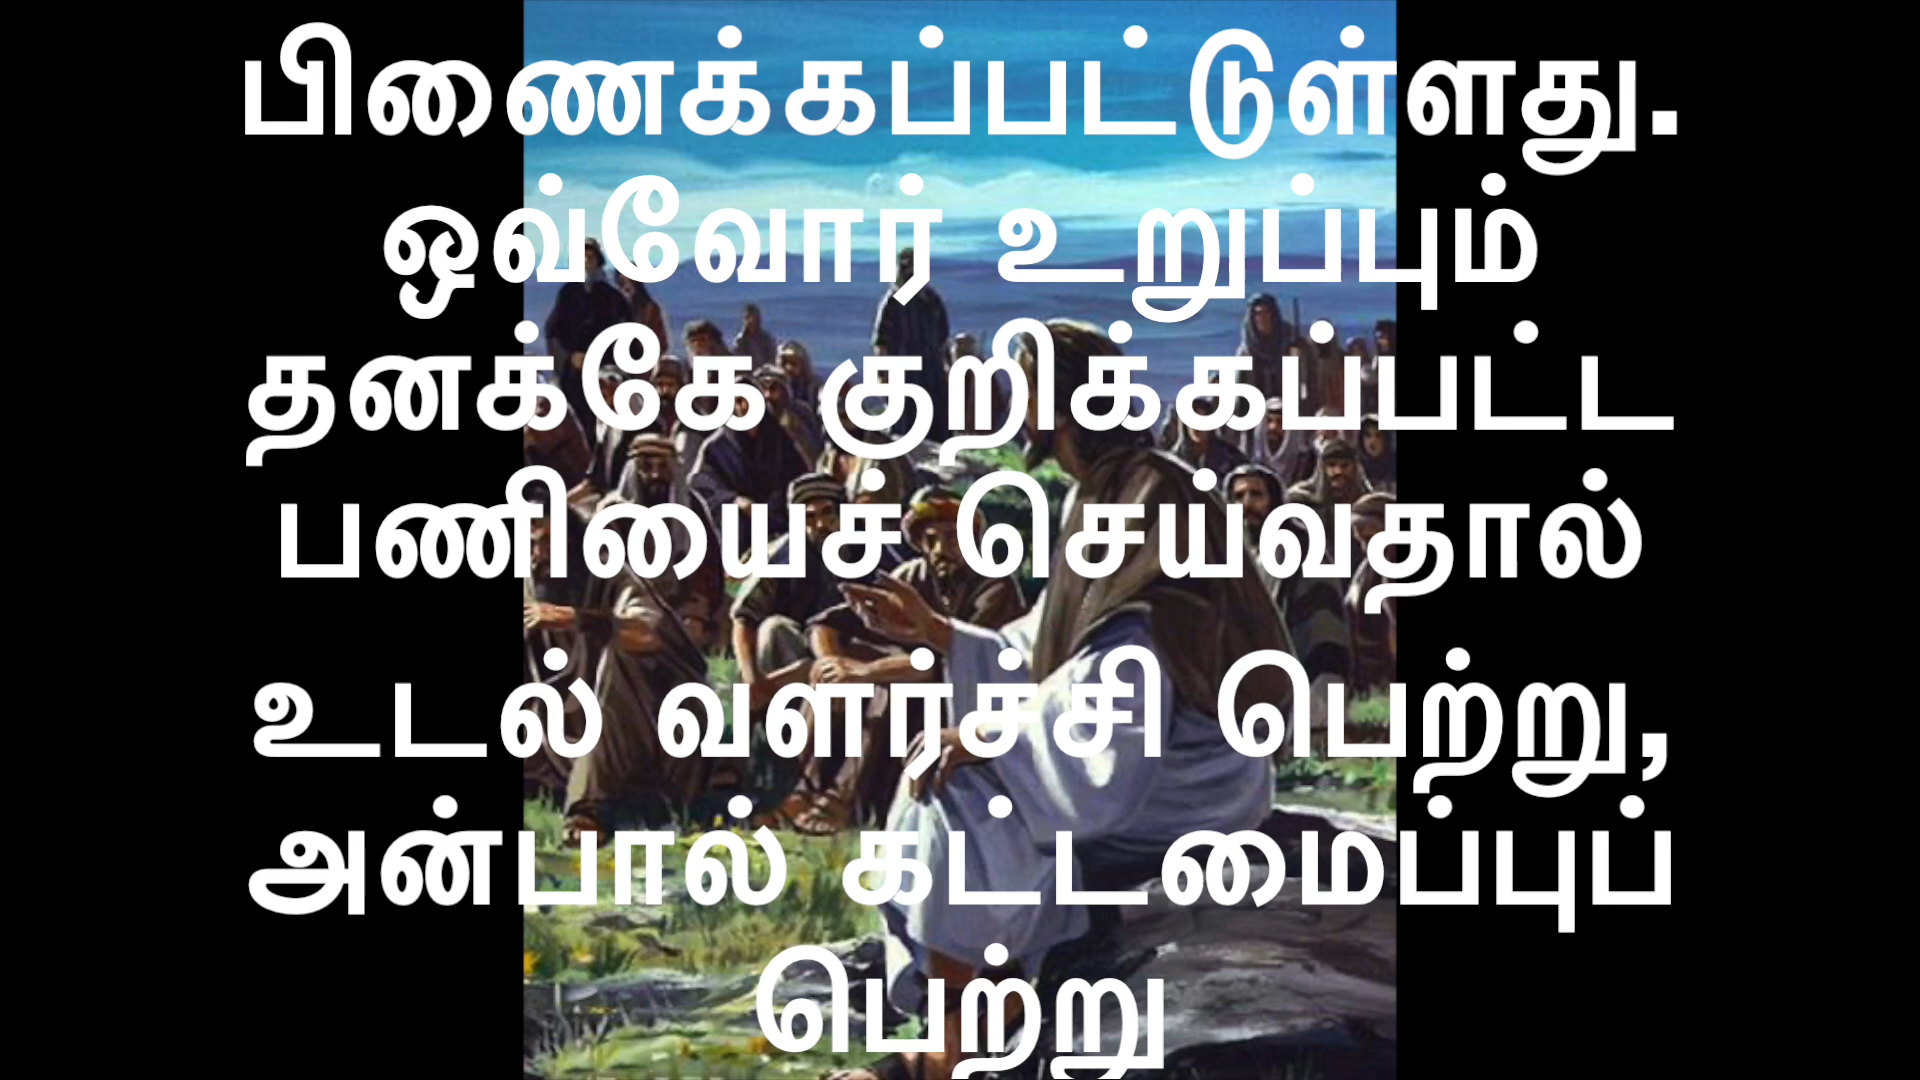 பிணைக்கப்பட்டுள்ளது.
ஒவ்வோர் உறுப்பும்
தனக்கே குறிக்கப்பட்ட
பணியைச் செய்வதால்
உடல் வளர்ச்சி பெற்று,
அன்பால் கட்டமைப்புப்
பெற்று